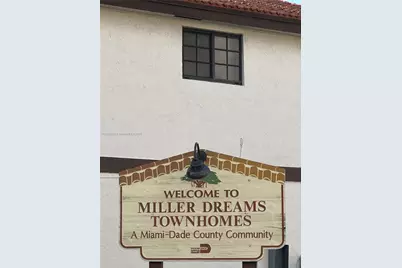 WELCOME TO
MILLER DREAMS
TOWNHOMES
A Miami-Dade County Community